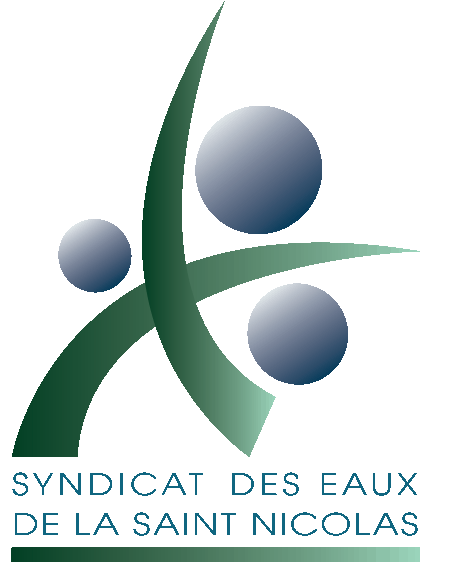 SYNDICAT DES EAUX
DE LA SAINT NICOLAS